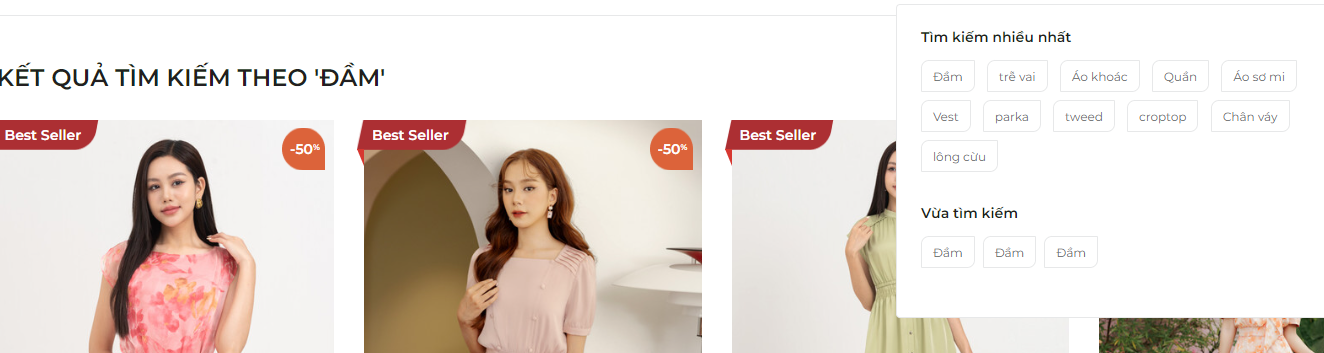 Tìm kiếm nhiều nhất
Đầm trễ vai Áo khoác Quần Áo sơ mi
Vest parka tweed croptop Chân váy
lông cừu
Vừa tìm kiếm
Đầm Đầm Đầm
KẾT QUẢ TÌM KIẾM THEO 'ĐẦM'
Best Seller
-50%
Best Seller
-50%
Best Seller